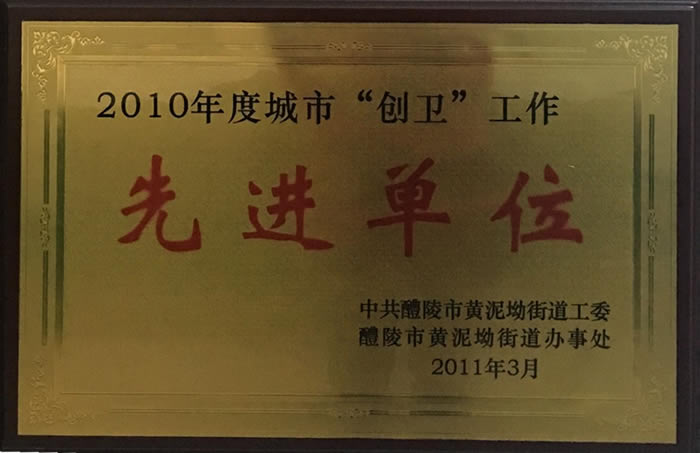 2010年度城市“创卫”工作
先进单位
中共醴陵市黄泥坳街道工委
醴陵市黄泥坳街道办事处
2011年3月